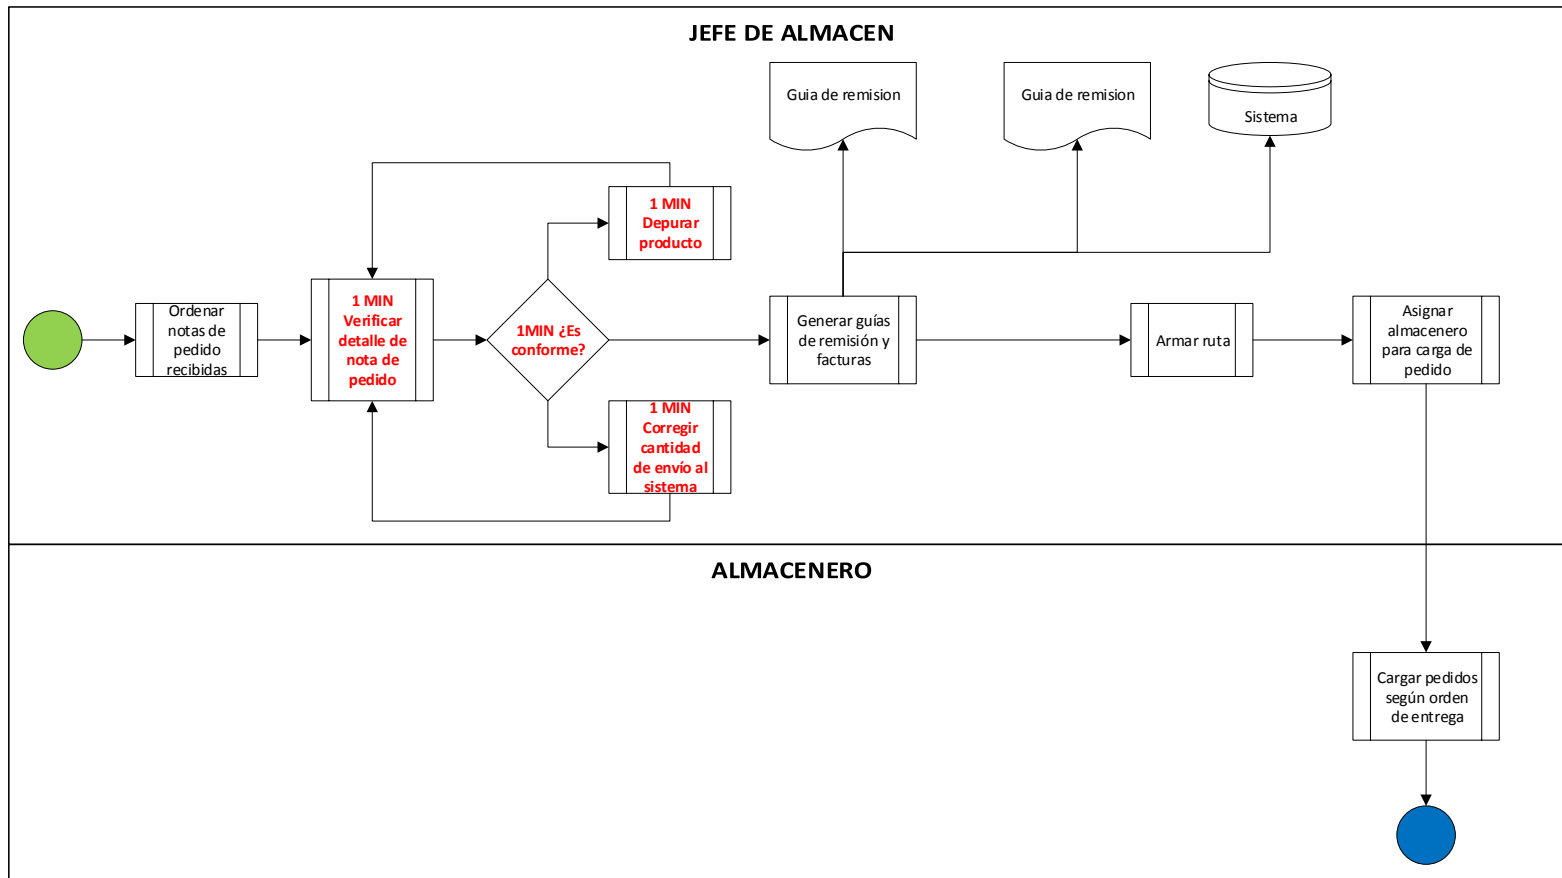 JEFE DE ALMACEN
Guia de remision
Guia de remision
Sistema
1 MIN
Depurar
producto
Ordenar
notas de
pedido
recibidas
1 MIN
Verificar
detalle de
nota de
pedido
1MIN ¿Es
conforme?
1 MIN
Corregir
cantidad
de envío al
sistema
Generar guías
de remisión y
facturas
Armar ruta
Asignar
almacenero
para carga de
pedido
ALMACENERO
Cargar pedidos
según orden
de entrega